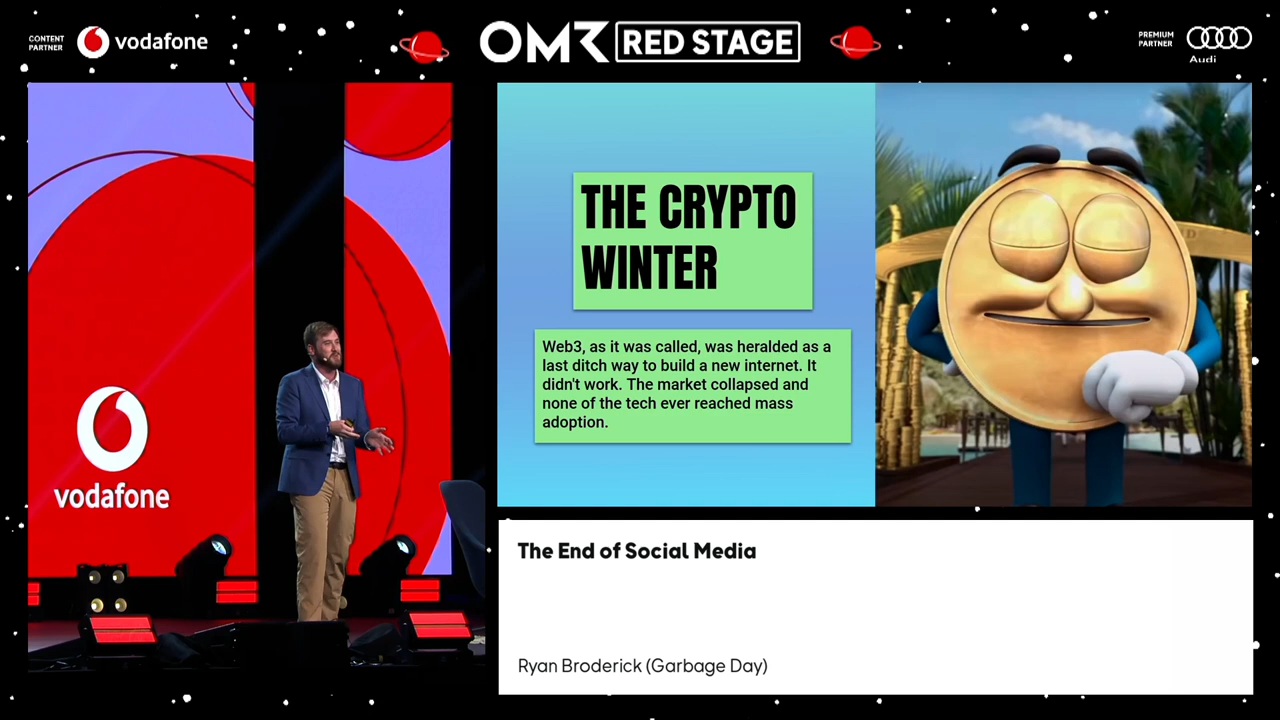 CONTENT
PARTNER
vodafone
OMR RED STAGE
PREMIUM
PARTNER
Audi
vodafone
THE CRYPTO
WINTER
Web3, as it was called, was heralded as a
last ditch way to build a new internet. It
didn't work. The market collapsed and
none of the tech ever reached mass
adoption.
The End of Social Media
Ryan Broderick (Garbage Day)